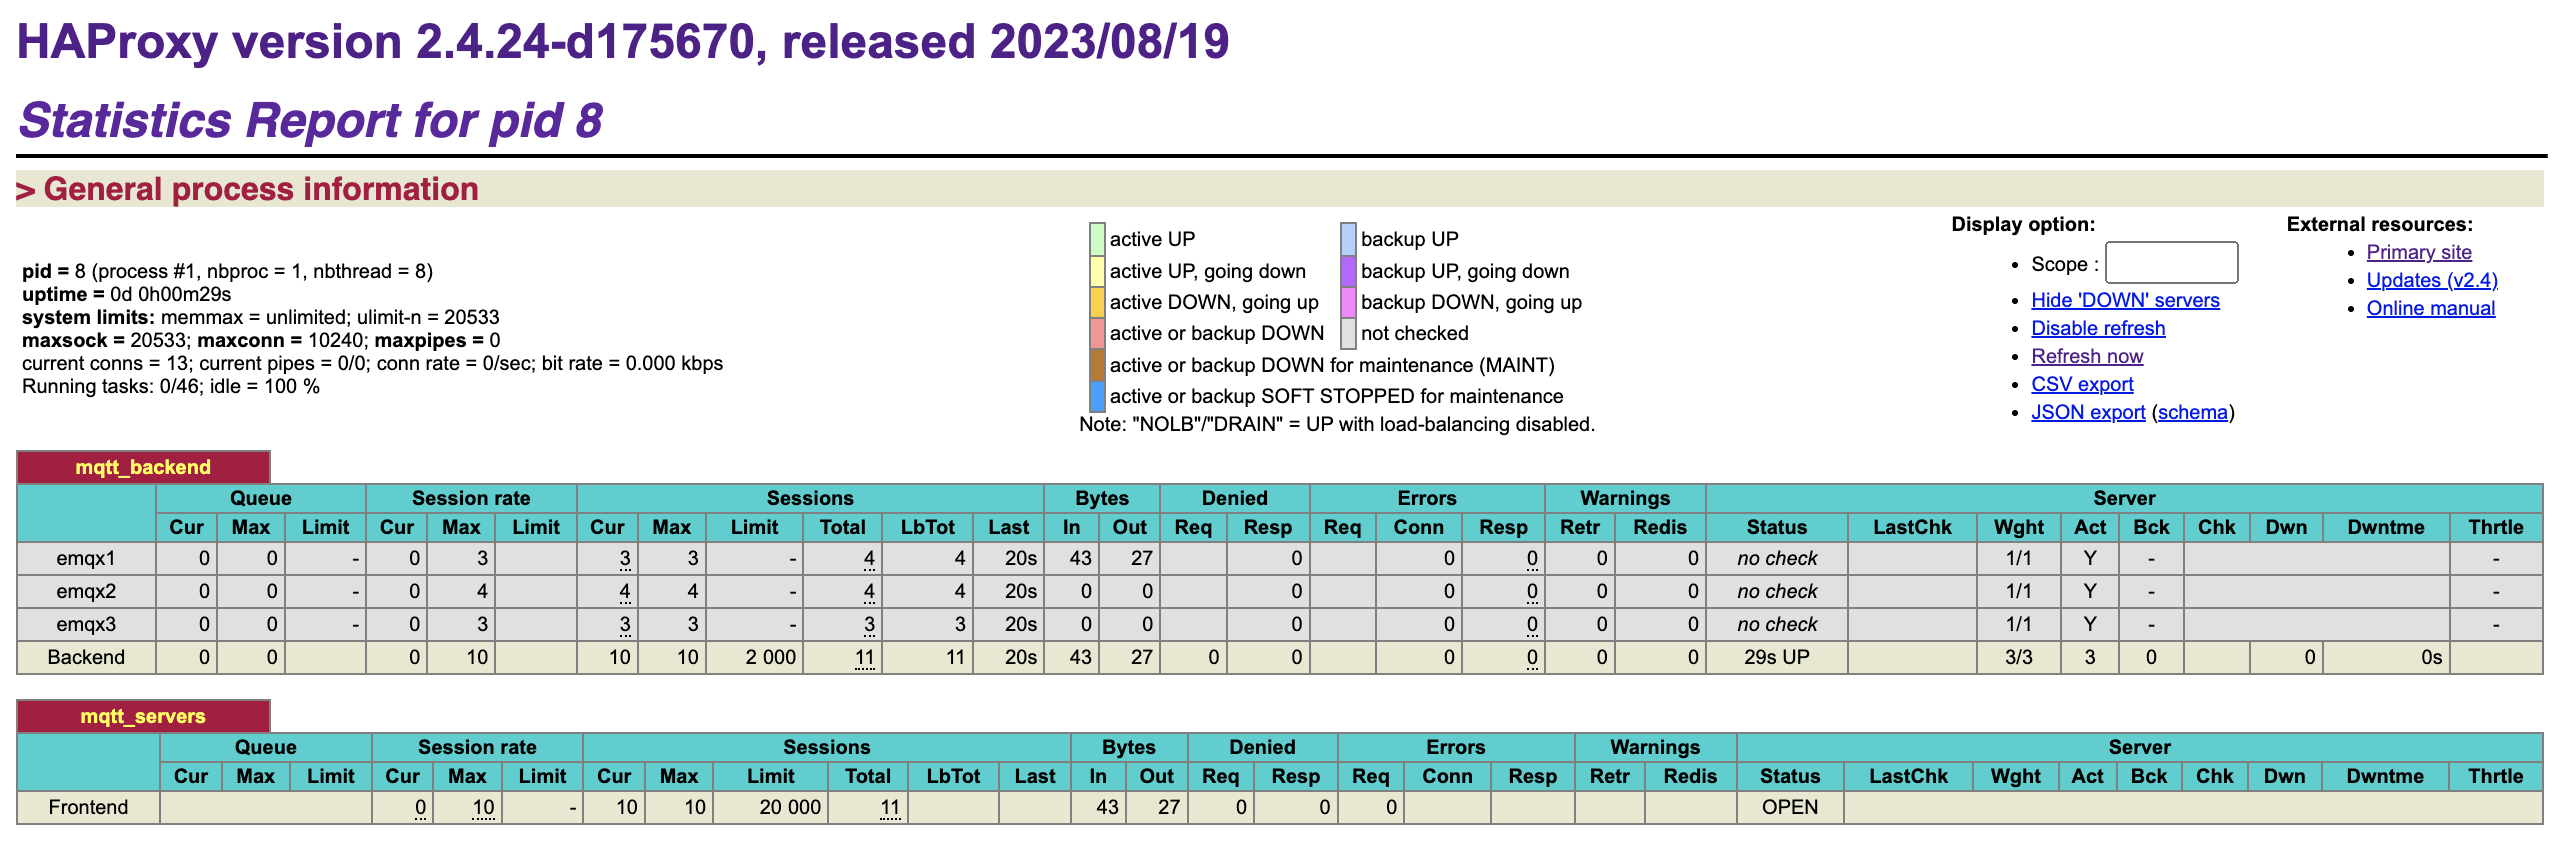 HAProxy version 2.4.24-d175670, released 2023/08/19
Statistics Report for pid 8
> General process information
pid = 8 (process #1, nbproc = 1, nbthread = 8)
uptime = 0d 0h00m29s
system limits: memmax = unlimited; ulimit-n = 20533
maxsock = 20533; maxconn = 10240; maxpipes = 0
current conns = 13; current pipes = 0/0; conn rate = 0/sec; bit rate = 0.000 kbps
Running tasks: 0/46; idle = 100 %
active UP backup UP
active UP, going down backup UP, going down
active DOWN, going up backup DOWN, going up
active or backup DOWN not checked
active or backup DOWN for maintenance (MAINT)
active or backup SOFT STOPPED for maintenance
Note: "NOLB"/"DRAIN" = UP with load-balancing disabled.
Display option:
• Scope :
• Hide 'DOWN' servers
• Disable refresh
• Refresh now
• CSV export
• JSON export (schema)
External resources:
• Primary site
• Updates (v2.4)
• Online manual
mqtt_backend
Queue Session rate Sessions Bytes Denied Errors Warnings Server
Cur Max Limit Cur Max Limit Cur Max Limit Total LbTot Last In Out Req Resp Req Conn Resp Retr Redis Status LastChk Wght Act Bck Chk Dwn Dwntme Thrtle
emqx1 0 0 - 0 3 3 3 - 4 4 20s 43 27 0 0 0 0 0 no check 1/1 Y - -
emqx2 0 0 - 0 4 4 4 - 4 4 20s 0 0 0 0 0 0 0 no check 1/1 Y - -
emqx3 0 0 - 0 3 3 3 - 3 3 20s 0 0 0 0 0 0 0 no check 1/1 Y - -
Backend 0 0 0 10 10 10 2 000 11 11 20s 43 27 0 0 0 0 0 0 29s UP 3/3 3 0 0 0s
mqtt_servers
Queue Session rate Sessions Bytes Denied Errors Warnings Server
Cur Max Limit Cur Max Limit Cur Max Limit Total LbTot Last In Out Req Resp Req Conn Resp Retr Redis Status LastChk Wght Act Bck Chk Dwn Dwntme Thrtle
Frontend 0 10 - 10 10 20 000 11 43 27 0 0 0 OPEN